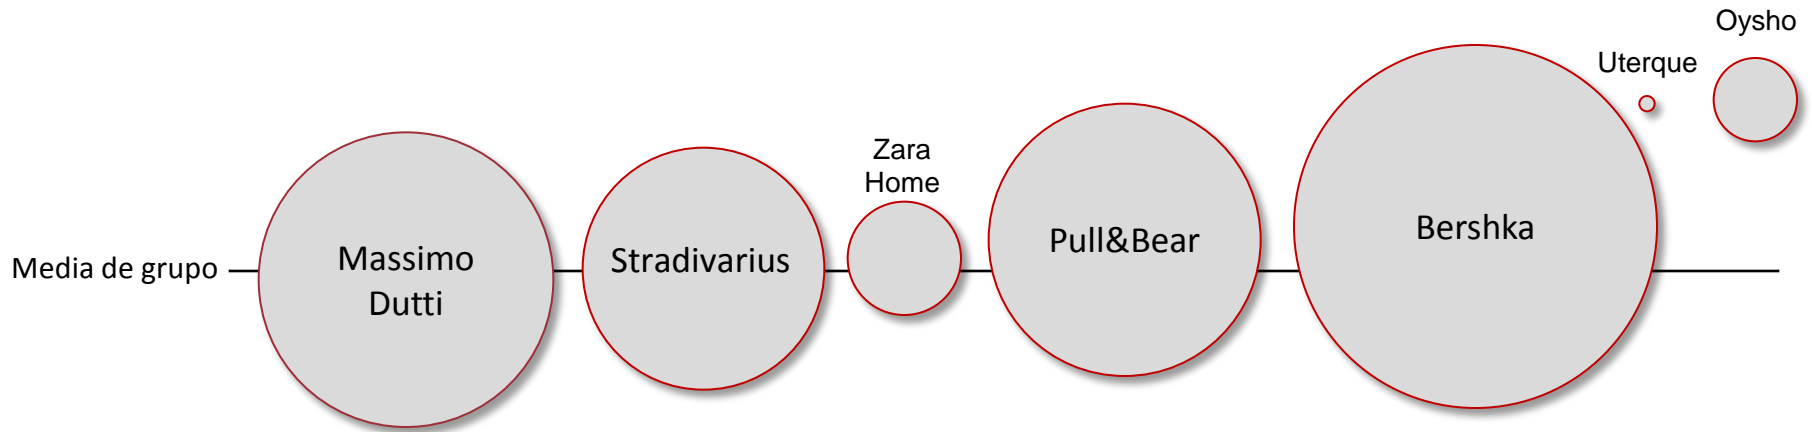 Media de grupo
Massimo
Dutti
Stradivarius
Zara
Home
Pull&Bear
Bershka
Uterque
Oysho